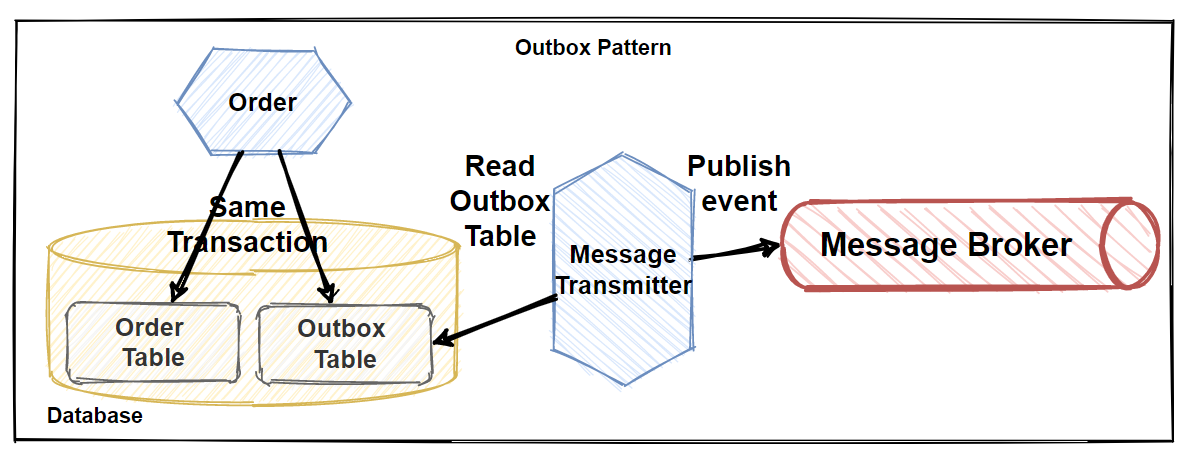 Outbox Pattern
Order
Same
Transaction
Order
Table
Outbox
Table
Database
Read
Outbox
Table
Message
Transmitter
Publish
event
Message Broker